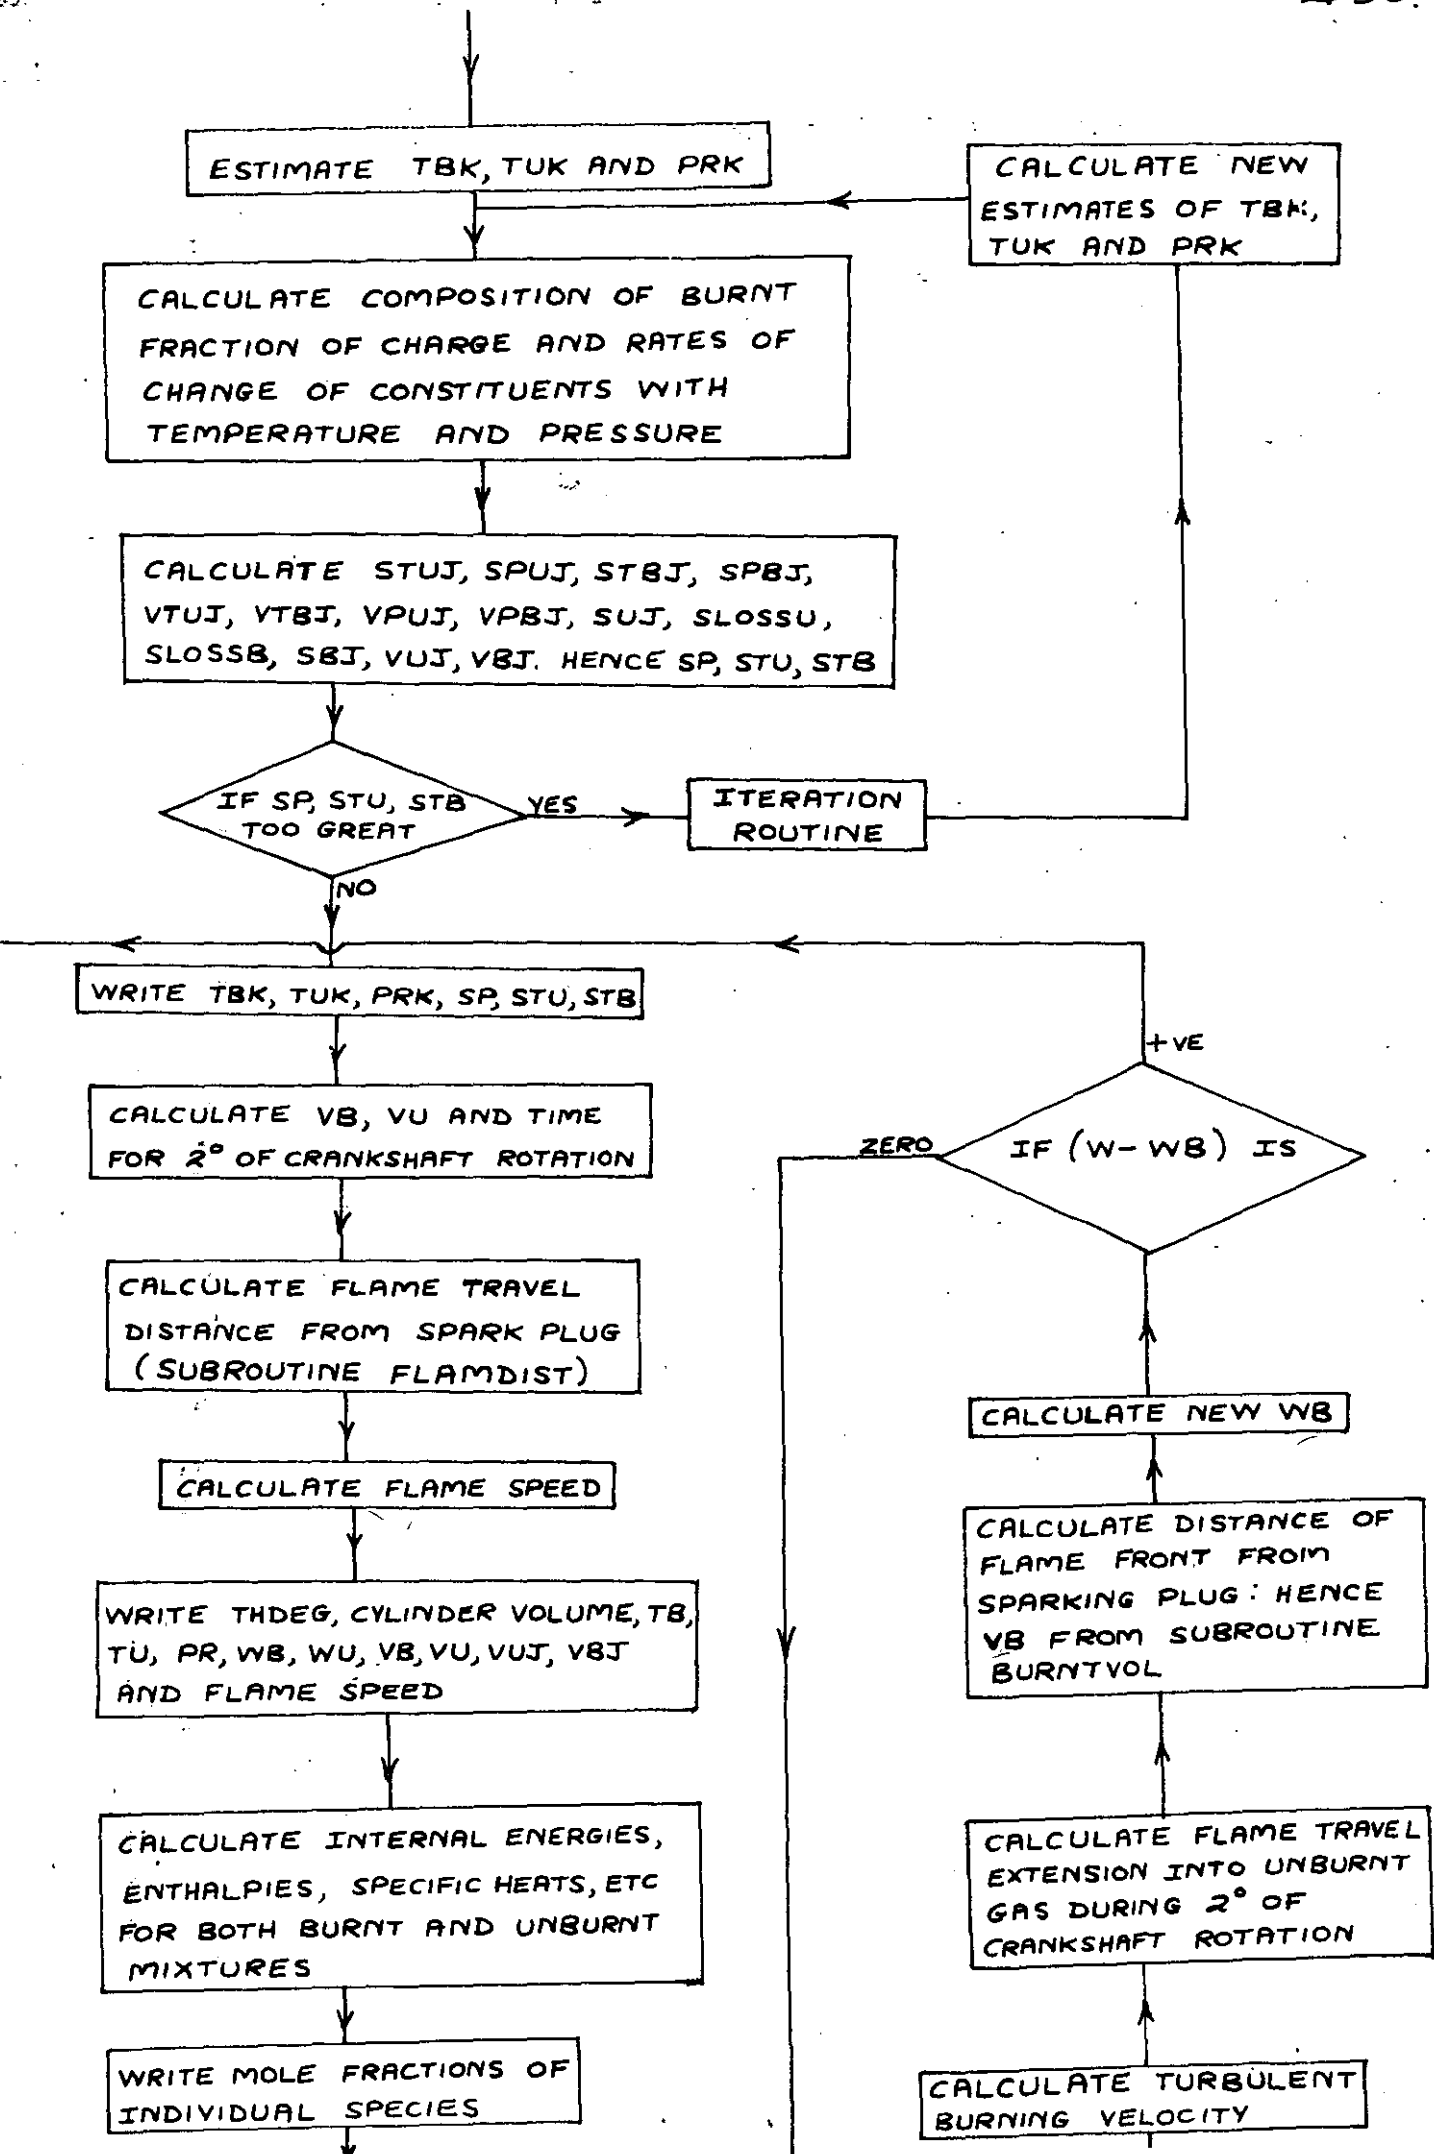 ESTIMATE TBK, TUK AND PRK
CALCULATE NEW
ESTIMATES OF TBK,
TUK AND PRK
CALCULATE COMPOSITION OF BURNT
FRACTION OF CHARGE AND RATES OF
CHANGE OF CONSTITUENTS WITH
TEMPERATURE AND PRESSURE
CALCULATE STUJ, SPUJ, STBJ, SPBJ,
VTUJ, VTBJ, VPUJ, VPBJ, SUJ, SLOSSU,
SLOSSB, SBJ, VUJ, VBJ. HENCE SP, STU, STB
IF SP, STU, STB
TOO GREAT
YES
ITERATION
ROUTINE
NO
WRITE TBK, TUK, PRK, SP, STU, STB
CALCULATE VB, VU AND TIME
FOR 2° OF CRANKSHAFT ROTATION
CALCULATE FLAME TRAVEL
DISTANCE FROM SPARK PLUG
(SUBROUTINE FLAMDIST)
CALCULATE FLAME SPEED
WRITE THDEG, CYLINDER VOLUME, TB,
TU, PR, WB, WU, VB, VU, VUJ, VBJ
AND FLAME SPEED
CALCULATE INTERNAL ENERGIES,
ENTHALPIES, SPECIFIC HEATS, ETC
FOR BOTH BURNT AND UNBURNT
MIXTURES
WRITE MOLE FRACTIONS OF
INDIVIDUAL SPECIES
+VE
ZERO
IF (W-WB) IS
CALCULATE NEW WB
CALCULATE DISTANCE OF
FLAME FRONT FROM
SPARKING PLUG: HENCE
VB FROM SUBROUTINE
BURNTVOL
CALCULATE FLAME TRAVEL
EXTENSION INTO UNBURNT
GAS DURING 2° OF
CRANKSHAFT ROTATION
CALCULATE TURBULENT
BURNING VELOCITY